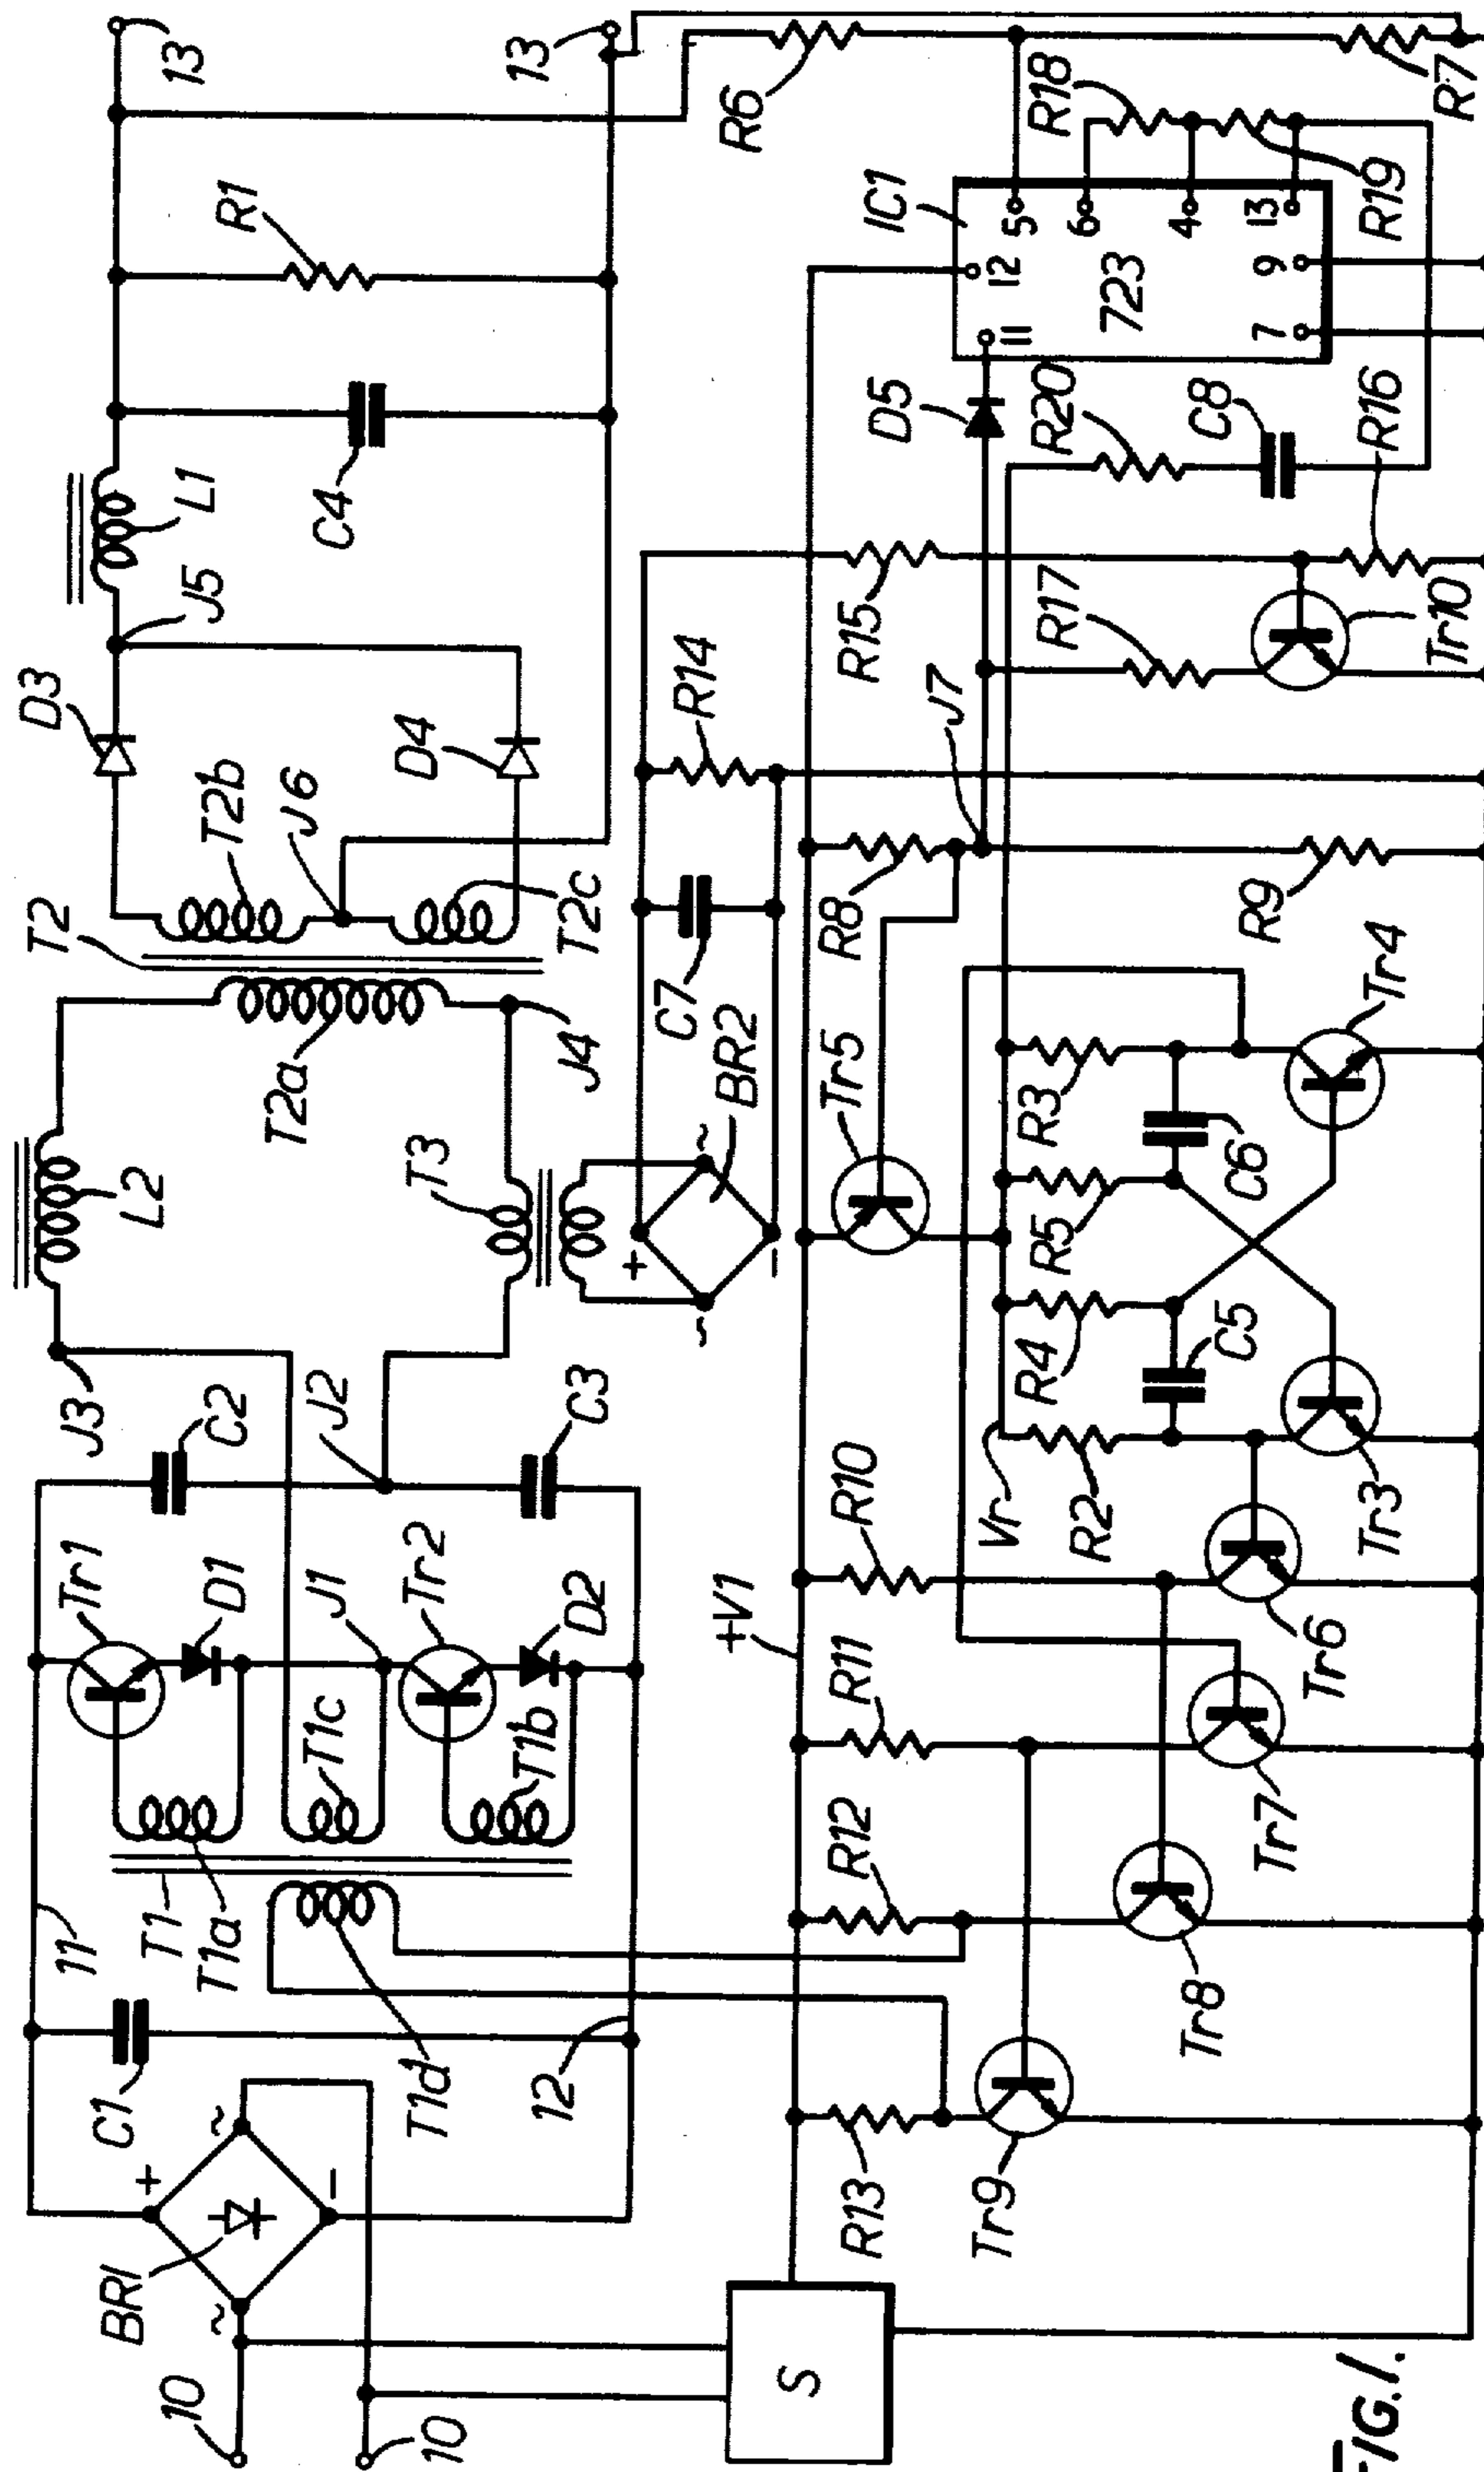 10
10
BR1
~
+
~
−
C1
11
12
T1
T1a
T1c
T1b
T1d
Tr1
D1
J1
Tr2
D2
C2
J2
C3
J3
L2
T3
J4
T2a
T2
T2b
J6
T2c
D3
D4
J5
L1
C4
R1
13
13
BR2
~
+
~
−
C7
R14
S
+V1
R13
Tr9
R12
Tr8
R11
Tr7
R10
Tr6
Vr
R2
Tr3
R4
C5
R5
C6
R3
Tr4
Tr5
R8
R9
J7
R15
R17
Tr10
R16
D5
R20
C8
IC1
723
11
12
5
6
4
13
7
9
R6
R18
R19
R7
FIG.1.